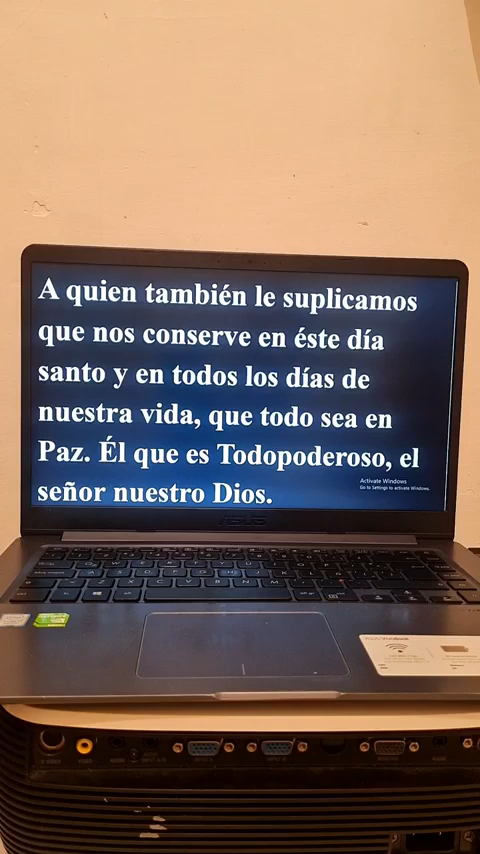 A quien también le suplicamos
que nos conserve en éste día
santo y en todos los días de
nuestra vida, que todo sea en
Paz. Él que es Todopoderoso, el
señor nuestro Dios.
Activate Windows
Go to Settings to activate Windows.
ASUS
S VIDEO
VIDEO